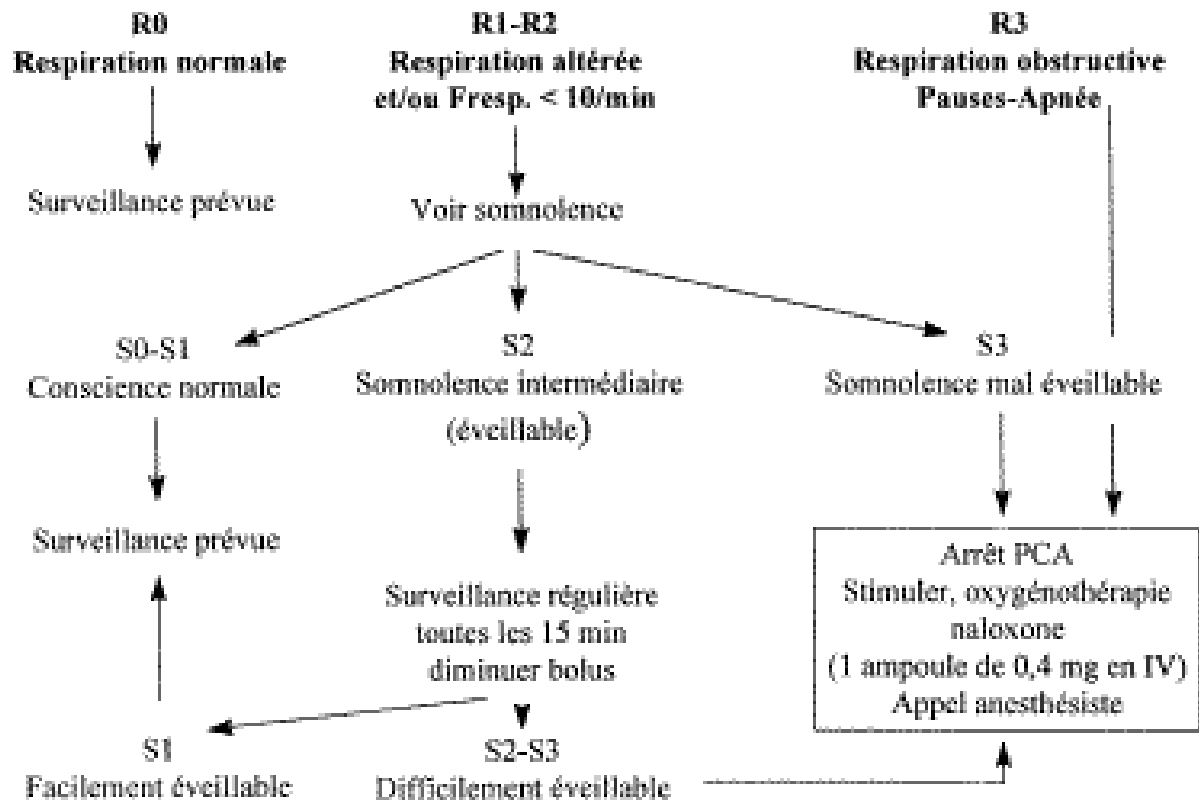 R0
Respiration normale
R1-R2
Respiration altérée
et/ou Fresp. < 10/min
R3
Respiration obstructive
Pauses-Apnée
Surveillance prévue
Voir somnolence
S0-S1
Conscience normale
S2
Somnolence intermédiaire
(éveillable)
S3
Somnolence mal éveillable
Surveillance prévue
Surveillance régulière
toutes les 15 min
diminuer bolus
Arrêt PCA
Stimuler, oxygénothérapie
naloxone
(1 ampoule de 0,4 mg en IV)
Appel anesthésiste
S1
Facilement éveillable
S2-S3
Difficilement éveillable